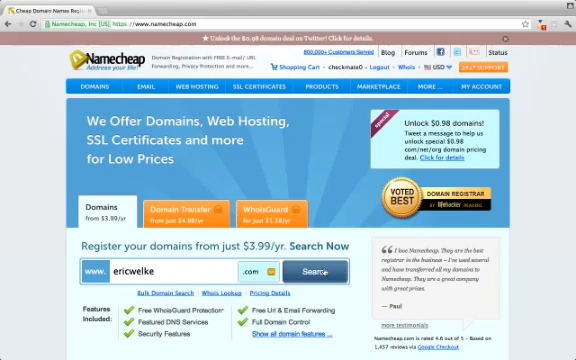 Cheap Domain Names Regis
Namecheap, Inc [US] https://www.namecheap.com
Unlock the $0.98 domain deal on Twitter! Click for details.
Namecheap
Address your life!
Domain Registration with FREE E-mail/ URL
Forwarding, Privacy Protection and more...
800,000+ Customers Served Blog Forums Status
Shopping Cart checkmate0 Logout Whois USD 24x7 SUPPORT
DOMAINS EMAIL WEB HOSTING SSL CERTIFICATES PRODUCTS MARKETPLACE MORE ... MY ACCOUNT
We Offer Domains, Web Hosting,
SSL Certificates and more
for Low Prices
special
Unlock $0.98 domains!
Tweet a message to help us
unlock special $0.98
com/net/org domain pricing
deal. Click for details
VOTED
BEST
DOMAIN REGISTRAR
BY lifehacker READERS
Domains
from $3.99/yr
Domain Transfer
from just $4.99/yr
WhoisGuard
for just $1.18/yr
Register your domains from just $3.99/yr. Search Now
www. ericwelke .com Search
Bulk Domain Search Whois Lookup Pricing Details
Features
Included:
Free WhoisGuard Protection*
Featured DNS Services
Security Features
Free Url & Email Forwarding
Full Domain Control
Show all domain features ...
I love Namecheap. They are the best
registrar in the business – I've used several
and have transferred all my domains to
Namecheap. They are a great company
with great prices.
— Paul
more testimonials
Namecheap.com is rated 4.6 out of 5 - Based on
1,457 reviews via Google Checkout